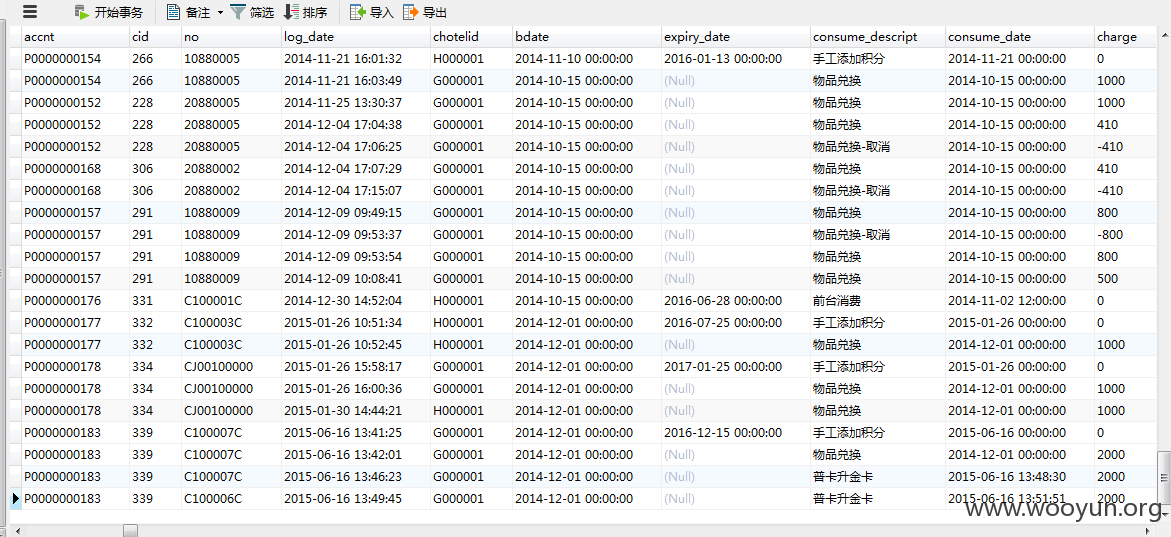 开始事务 备注 筛选 排序 导入 导出
accnt cid no log_date chotelid bdate expiry_date consume_descript consume_date charge
P0000000154 266 10880005 2014-11-21 16:01:32 H000001 2014-11-10 00:00:00 2016-01-13 00:00:00 手工添加积分 2014-11-21 00:00:00 0
P0000000154 266 10880005 2014-11-21 16:03:49 G000001 2014-10-15 00:00:00 (Null) 物品兑换 2014-10-15 00:00:00 1000
P0000000152 228 20880005 2014-11-25 13:30:37 G000001 2014-10-15 00:00:00 (Null) 物品兑换 2014-10-15 00:00:00 1000
P0000000152 228 20880005 2014-12-04 17:04:38 G000001 2014-10-15 00:00:00 (Null) 物品兑换 2014-10-15 00:00:00 410
P0000000152 228 20880005 2014-12-04 17:06:25 G000001 2014-10-15 00:00:00 (Null) 物品兑换-取消 2014-10-15 00:00:00 -410
P0000000168 306 20880002 2014-12-04 17:07:29 G000001 2014-10-15 00:00:00 (Null) 物品兑换 2014-10-15 00:00:00 410
P0000000168 306 20880002 2014-12-04 17:15:07 G000001 2014-10-15 00:00:00 (Null) 物品兑换-取消 2014-10-15 00:00:00 -410
P0000000157 291 10880009 2014-12-09 09:49:15 G000001 2014-10-15 00:00:00 (Null) 物品兑换 2014-10-15 00:00:00 800
P0000000157 291 10880009 2014-12-09 09:53:37 G000001 2014-10-15 00:00:00 (Null) 物品兑换-取消 2014-10-15 00:00:00 -800
P0000000157 291 10880009 2014-12-09 09:53:54 G000001 2014-10-15 00:00:00 (Null) 物品兑换 2014-10-15 00:00:00 800
P0000000157 291 10880009 2014-12-09 10:08:41 G000001 2014-10-15 00:00:00 (Null) 物品兑换 2014-10-15 00:00:00 500
P0000000176 331 C100001C 2014-12-30 14:52:04 H000001 2014-10-15 00:00:00 2016-06-28 00:00:00 前台消费 2014-11-02 12:00:00 0
P0000000177 332 C100003C 2015-01-26 10:51:34 H000001 2014-12-01 00:00:00 2016-07-25 00:00:00 手工添加积分 2015-01-26 00:00:00 0
P0000000177 332 C100003C 2015-01-26 10:52:45 H000001 2014-12-01 00:00:00 (Null) 物品兑换 2014-12-01 00:00:00 1000
P0000000178 334 CJ00100000 2015-01-26 15:58:17 G000001 2014-12-01 00:00:00 2017-01-25 00:00:00 手工添加积分 2015-01-26 00:00:00 0
P0000000178 334 CJ00100000 2015-01-26 16:00:36 G000001 2014-12-01 00:00:00 (Null) 物品兑换 2014-12-01 00:00:00 1000
P0000000178 334 CJ00100000 2015-01-30 14:44:21 H000001 2014-12-01 00:00:00 (Null) 物品兑换 2014-12-01 00:00:00 1000
P0000000183 339 C100007C 2015-06-16 13:41:25 G000001 2014-12-01 00:00:00 2016-12-15 00:00:00 手工添加积分 2015-06-16 00:00:00 0
P0000000183 339 C100007C 2015-06-16 13:42:01 G000001 2014-12-01 00:00:00 (Null) 物品兑换 2014-12-01 00:00:00 2000
P0000000183 339 C100007C 2015-06-16 13:46:23 G000001 2014-12-01 00:00:00 (Null) 普卡升金卡 2015-06-16 13:48:30 2000
P0000000183 339 C100006C 2015-06-16 13:49:45 G000001 2014-12-01 00:00:00 (Null) 普卡升金卡 2015-06-16 13:51:51 2000
www.wooyun.org